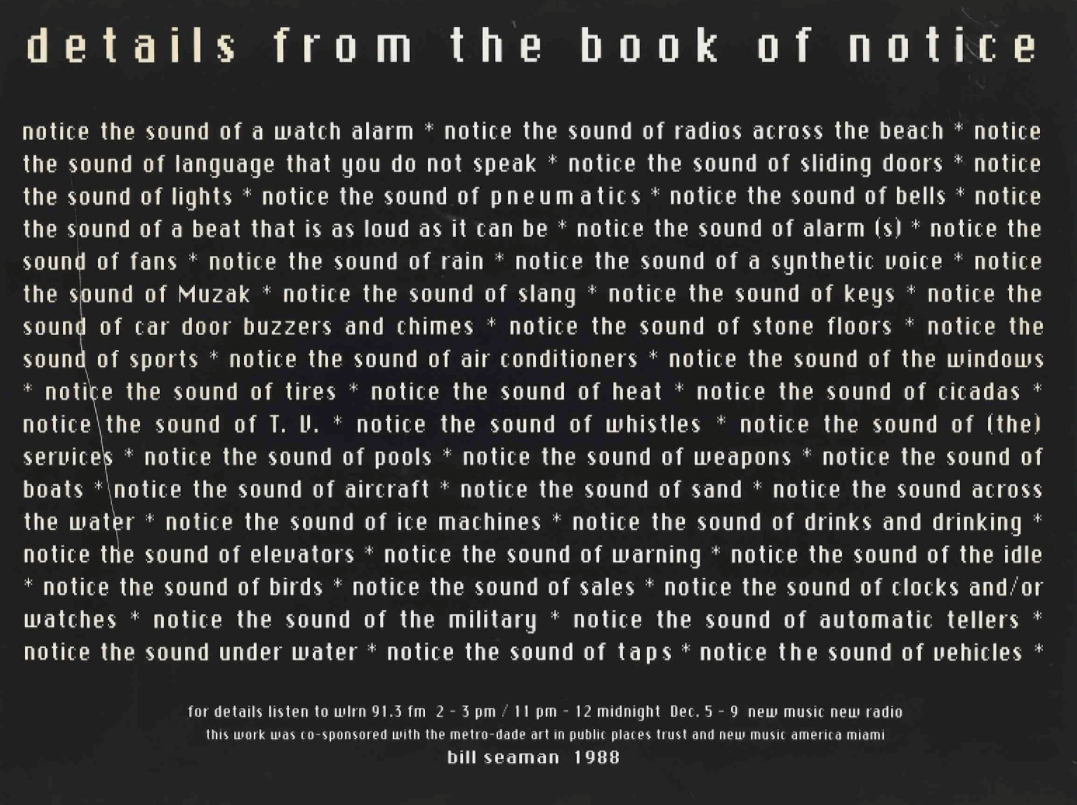 details from the book of notice
notice the sound of a watch alarm * notice the sound of radios across the beach * notice
the sound of language that you do not speak * notice the sound of sliding doors * notice
the sound of lights * notice the sound of pneumatics * notice the sound of bells * notice
the sound of a beat that is as loud as it can be * notice the sound of alarm (s) * notice the
sound of fans * notice the sound of rain * notice the sound of a synthetic voice * notice
the sound of Muzak * notice the sound of slang * notice the sound of keys * notice the
sound of car door buzzers and chimes * notice the sound of stone floors * notice the
sound of sports * notice the sound of air conditioners * notice the sound of the windows
* notice the sound of tires * notice the sound of heat * notice the sound of cicadas *
notice the sound of T. V. * notice the sound of whistles * notice the sound of (the)
services * notice the sound of pools * notice the sound of weapons * notice the sound of
boats * notice the sound of aircraft * notice the sound of sand * notice the sound across
the water * notice the sound of ice machines * notice the sound of drinks and drinking *
notice the sound of elevators * notice the sound of warning * notice the sound of the idle
* notice the sound of birds * notice the sound of sales * notice the sound of clocks and/or
watches * notice the sound of the military * notice the sound of automatic tellers *
notice the sound under water * notice the sound of taps * notice the sound of vehicles *
for details listen to wlrn 91.3 fm 2 - 3 pm / 11 pm - 12 midnight Dec. 5 - 9 new music new radio
this work was co-sponsored with the metro-dade art in public places trust and new music america miami
bill seaman 1988